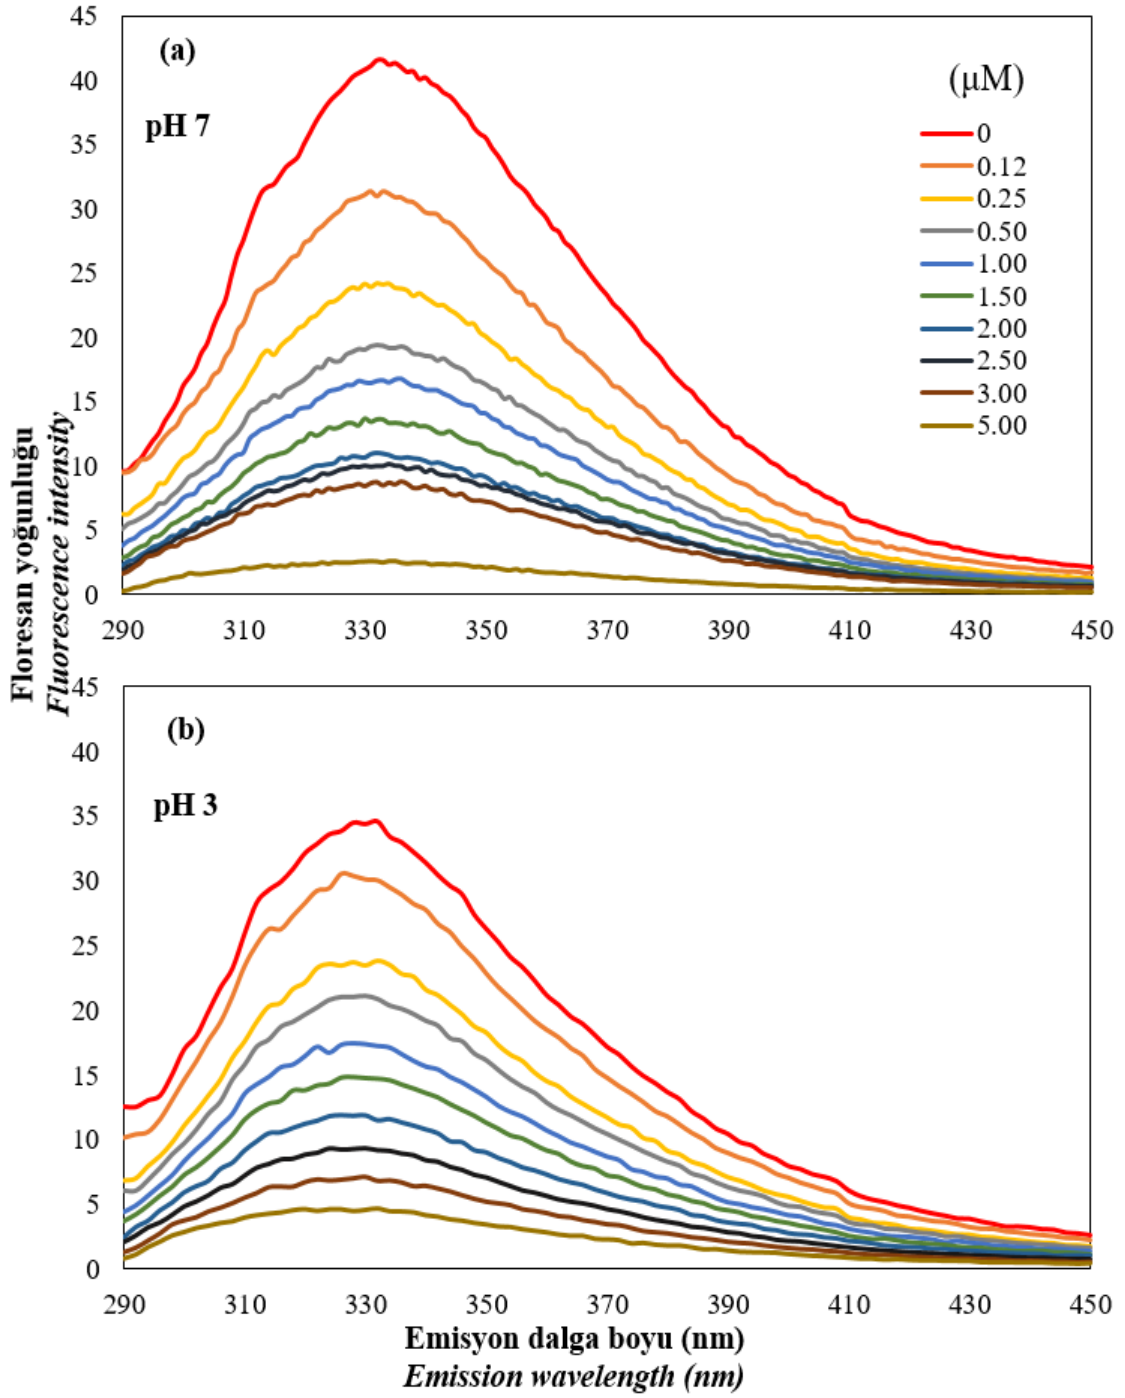 45
(a)
40
(µM)
pH 7
35
0
0.12
30
0.25
0.50
25
1.00
1.50
20
2.00
2.50
15
3.00
5.00
10
5
0
290 310 330 350 370 390 410 430 450
Floresan yoğunluğu
Fluorescence intensity
45
(b)
40
pH 3
35
30
25
20
15
10
5
0
290 310 330 350 370 390 410 430 450
Emisyon dalga boyu (nm)
Emission wavelength (nm)